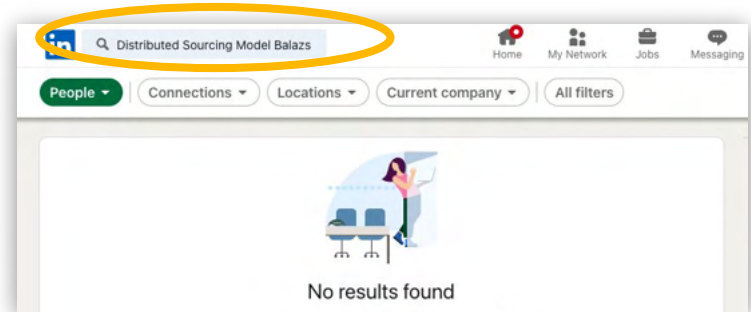 in Distributed Sourcing Model Balazs
Home My Network Jobs Messaging
People Connections Locations Current company All filters
No results found